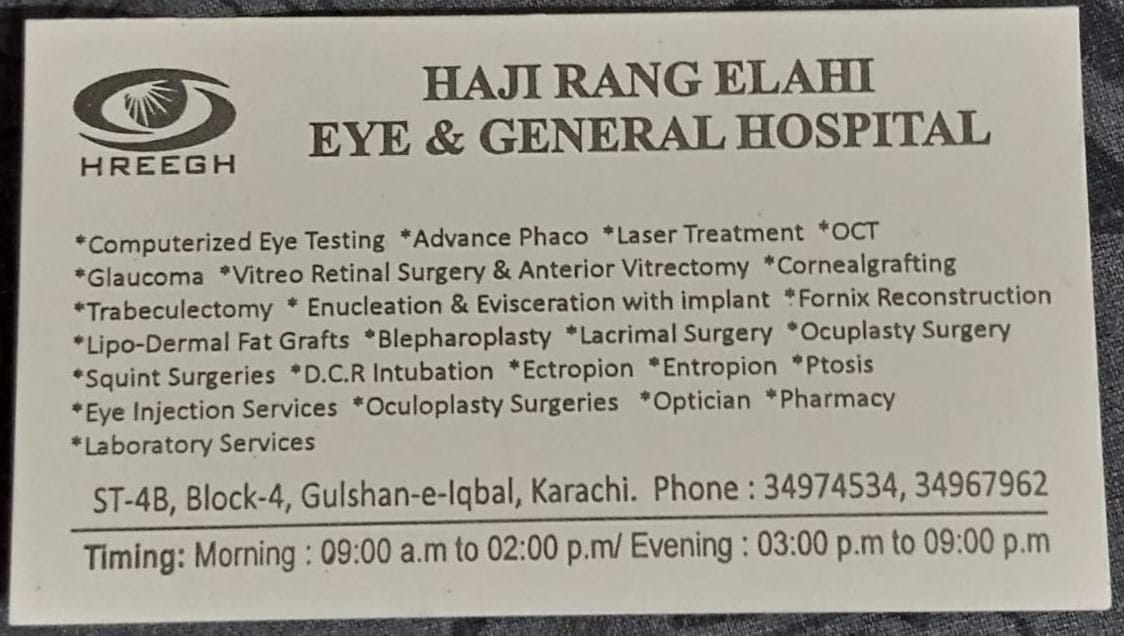 HREEGH
HAJI RANG ELAHI
EYE & GENERAL HOSPITAL
*Computerized Eye Testing *Advance Phaco *Laser Treatment *OCT
*Glaucoma *Vitreo Retinal Surgery & Anterior Vitrectomy *Cornealgrafting
*Trabeculectomy * Enucleation & Evisceration with implant *Fornix Reconstruction
*Lipo-Dermal Fat Grafts *Blepharoplasty *Lacrimal Surgery *Ocuplasty Surgery
*Squint Surgeries *D.C.R Intubation *Ectropion *Entropion *Ptosis
*Eye Injection Services *Oculoplasty Surgeries *Optician *Pharmacy
*Laboratory Services
ST-4B, Block-4, Gulshan-e-Iqbal, Karachi. Phone : 34974534, 34967962
Timing: Morning : 09:00 a.m to 02:00 p.m/ Evening : 03:00 p.m to 09:00 p.m